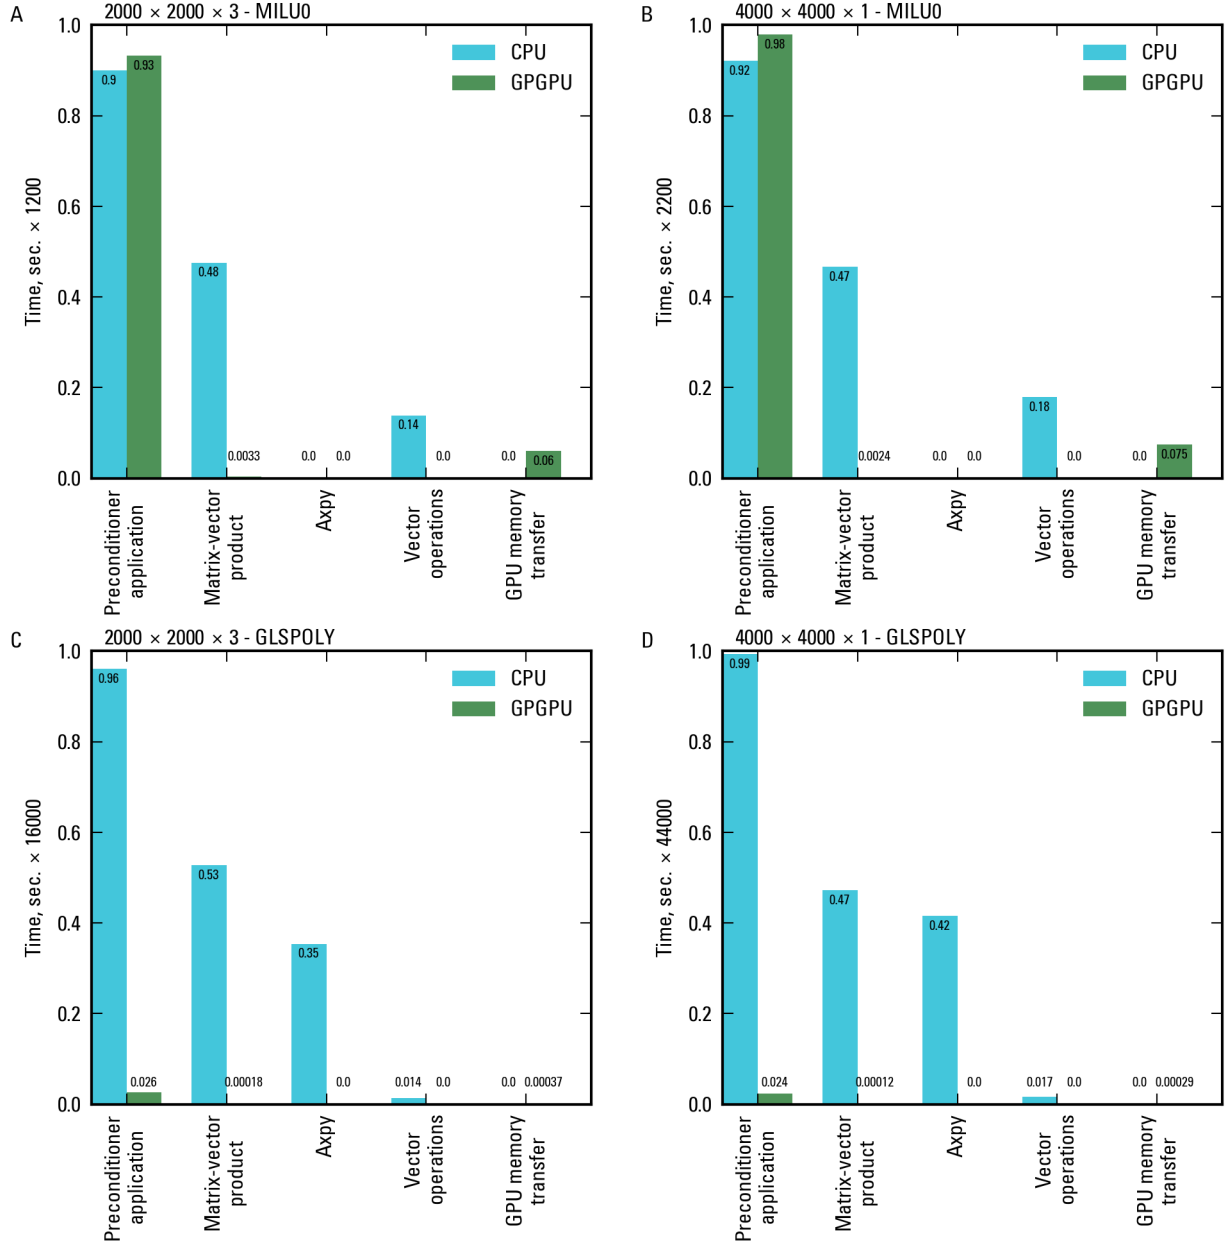 A
2000 × 2000 × 3 - MILU0
Time, sec. × 1200
1.0
0.8
0.6
0.4
0.2
0.0
CPU
GPGPU
0.9
0.93
0.48
0.0033
0.0
0.0
0.14
0.0
0.0
0.06
Preconditioner
application
Matrix-vector
product
Axpy
Vector
operations
GPU memory
transfer
B
4000 × 4000 × 1 - MILU0
Time, sec. × 2200
1.0
0.8
0.6
0.4
0.2
0.0
CPU
GPGPU
0.92
0.98
0.47
0.0024
0.0
0.0
0.18
0.0
0.0
0.075
Preconditioner
application
Matrix-vector
product
Axpy
Vector
operations
GPU memory
transfer
C
2000 × 2000 × 3 - GLSPOLY
Time, sec. × 16000
1.0
0.8
0.6
0.4
0.2
0.0
CPU
GPGPU
0.96
0.026
0.53
0.00018
0.35
0.0
0.014
0.0
0.0
0.00037
Preconditioner
application
Matrix-vector
product
Axpy
Vector
operations
GPU memory
transfer
D
4000 × 4000 × 1 - GLSPOLY
Time, sec. × 44000
1.0
0.8
0.6
0.4
0.2
0.0
CPU
GPGPU
0.99
0.024
0.47
0.00012
0.42
0.0
0.017
0.0
0.0
0.00029
Preconditioner
application
Matrix-vector
product
Axpy
Vector
operations
GPU memory
transfer